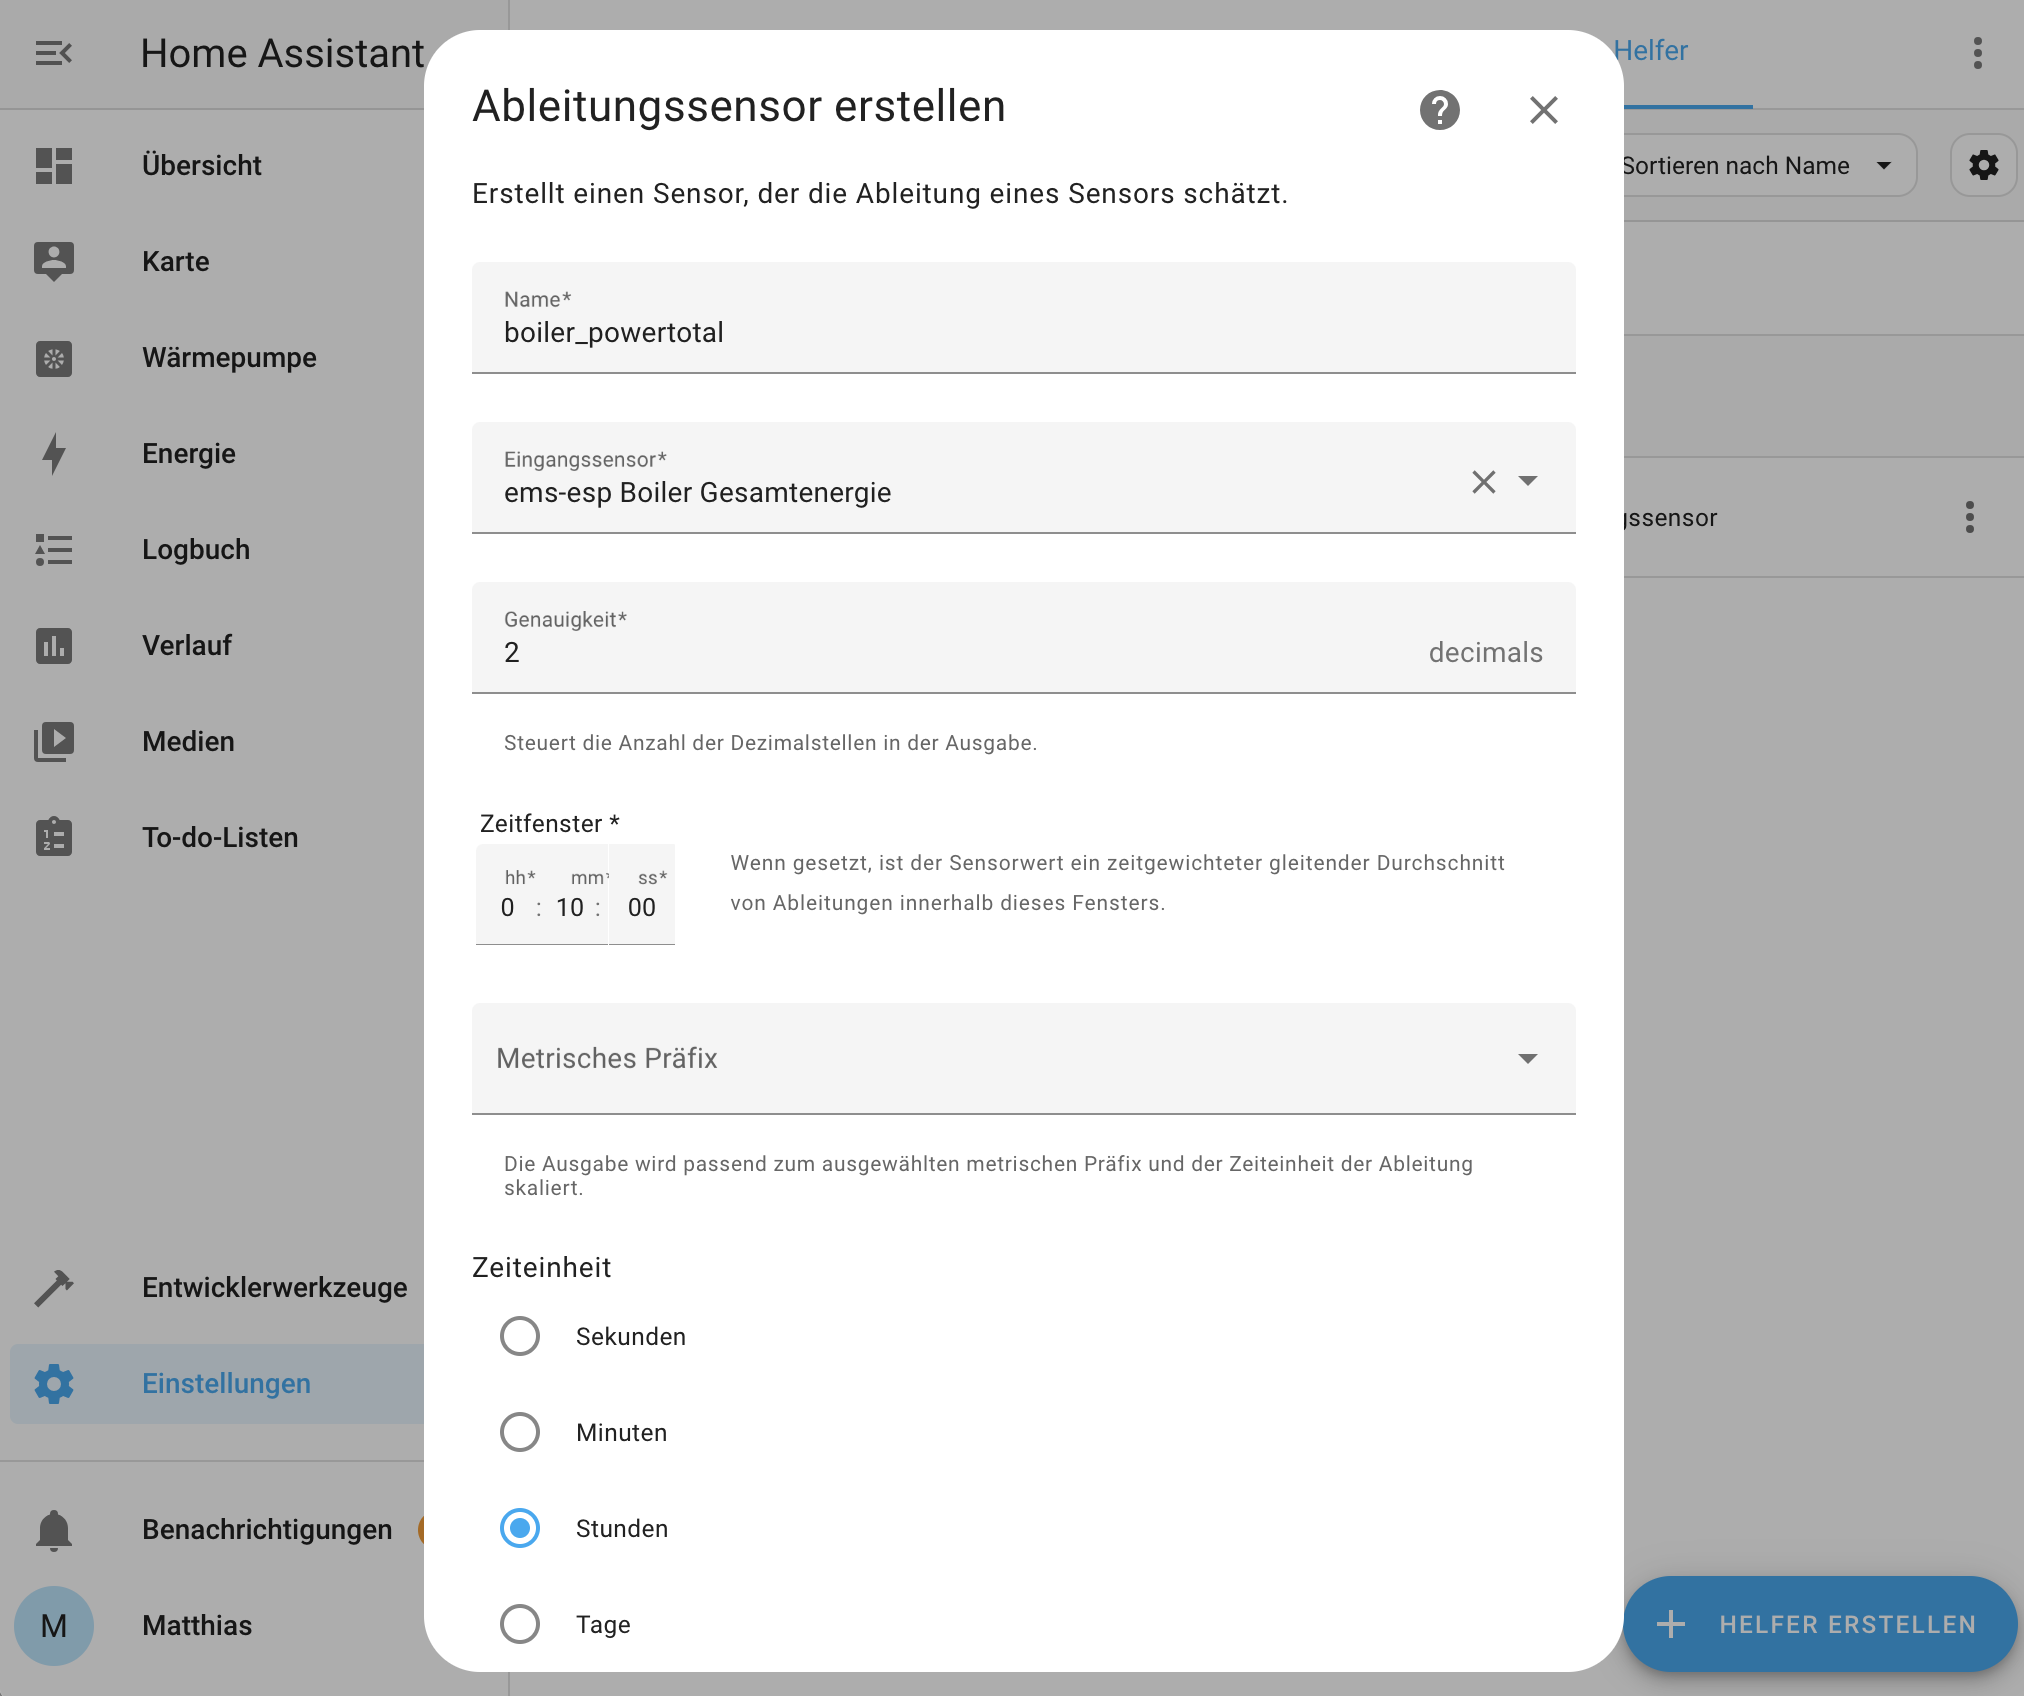 Home Assistant
Übersicht
Karte
Wärmepumpe
Energie
Logbuch
Verlauf
Medien
To-do-Listen
Entwicklerwerkzeuge
Einstellungen
Benachrichtigungen
M
Matthias
Ableitungssensor erstellen
Erstellt einen Sensor, der die Ableitung eines Sensors schätzt.
Name*
boiler_powertotal
Eingangssensor*
ems-esp Boiler Gesamtenergie
Genauigkeit*
2 decimals
Steuert die Anzahl der Dezimalstellen in der Ausgabe.
Zeitfenster *
hh* mm* ss*
0 : 10 : 00
Wenn gesetzt, ist der Sensorwert ein zeitgewichteter gleitender Durchschnitt
von Ableitungen innerhalb dieses Fensters.
Metrisches Präfix
Die Ausgabe wird passend zum ausgewählten metrischen Präfix und der Zeiteinheit der Ableitung
skaliert.
Zeiteinheit
Sekunden
Minuten
Stunden
Tage
Helfer
Sortieren nach Name
gssensor
HELFER ERSTELLEN